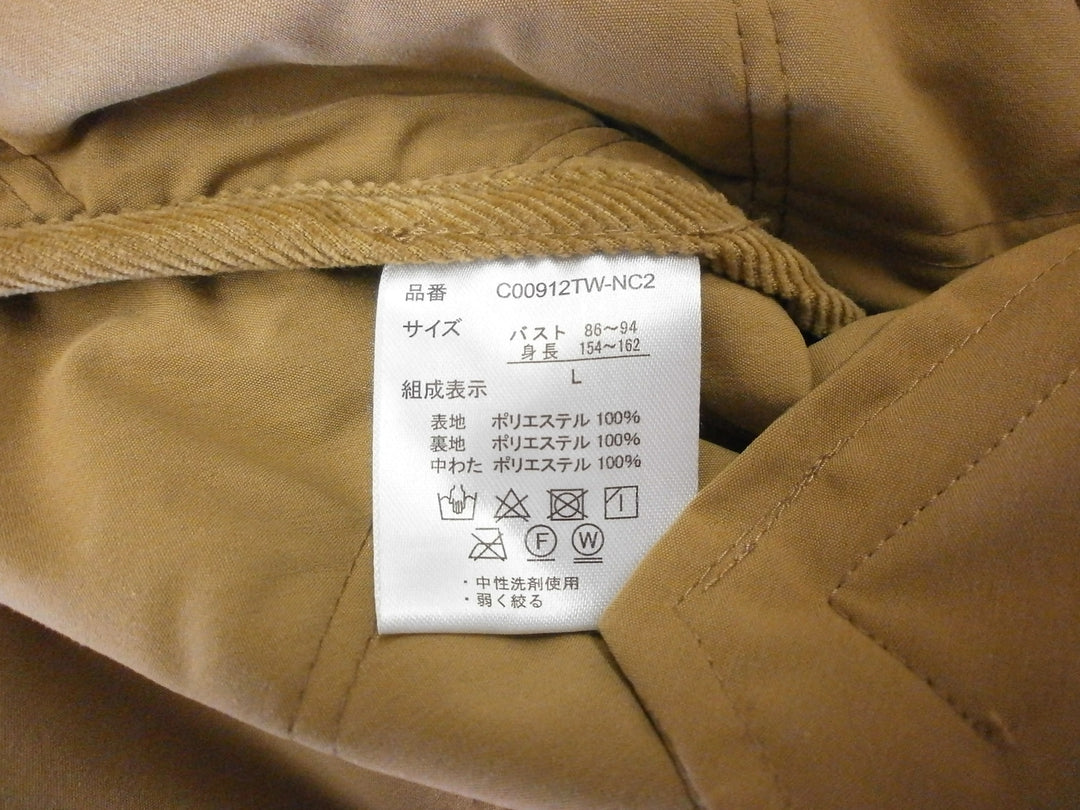 品番 C00912TW-NC2
サイズ バスト 86〜94
身長 154〜162
L
組成表示
表地 ポリエステル 100%
裏地 ポリエステル 100%
中わた ポリエステル 100%
F W
・中性洗剤使用
・弱く絞る